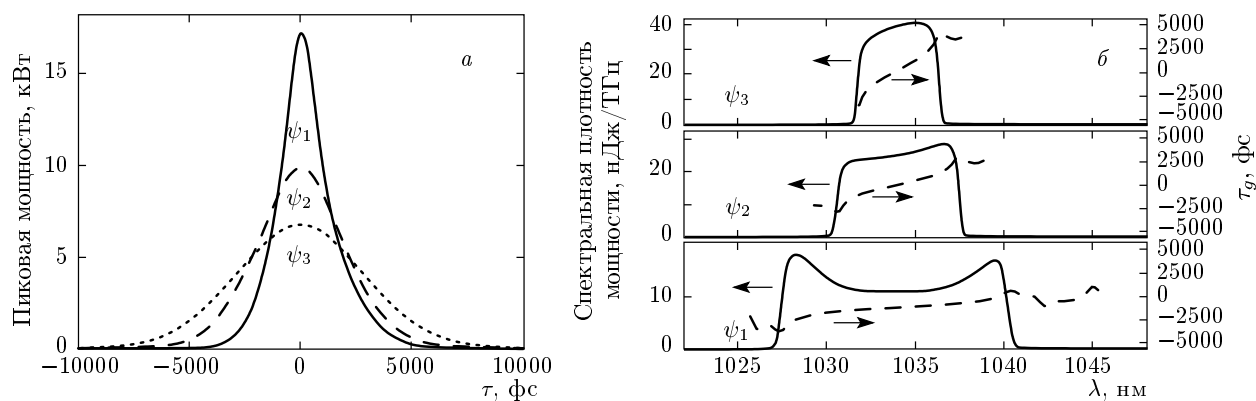 Пиковая мощность, кВт
15
10
5
0
−10000
−5000
0
5000
10000
τ, фс
а
ψ1
ψ2
ψ3
Спектральная плотность
мощности, нДж/ТГц
40
20
0
ψ3
б
5000
2500
0
−2500
−5000
20
0
ψ2
5000
2500
0
−2500
−5000
10
0
ψ1
5000
2500
0
−2500
−5000
τg, фс
1025
1030
1035
1040
1045
λ, нм